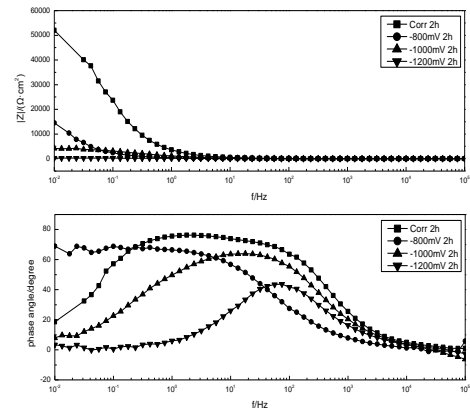 60000
50000
40000
30000
20000
10000
0
|Z|/(Ω·cm²)
Corr 2h
-800mV 2h
-1000mV 2h
-1200mV 2h
10⁻² 10⁻¹ 10⁰ 10¹ 10² 10³ 10⁴ 10⁵
f/Hz
80
60
40
20
0
-20
phase angle/degree
Corr 2h
-800mV 2h
-1000mV 2h
-1200mV 2h
10⁻² 10⁻¹ 10⁰ 10¹ 10² 10³ 10⁴ 10⁵
f/Hz